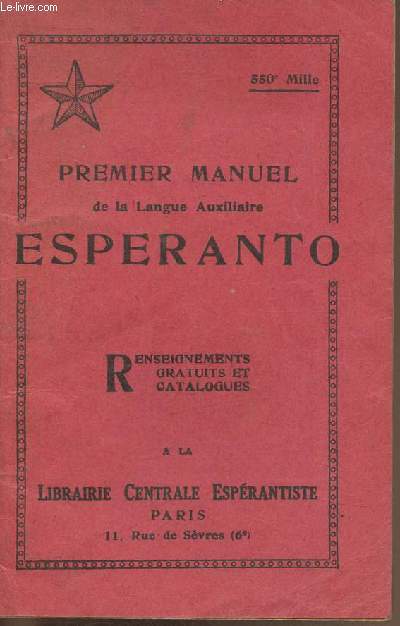 Le-Livre.com
550e Mille
PREMIER MANUEL
de la Langue Auxiliaire
ESPERANTO
RENSEIGNEMENTS
GRATUITS ET
CATALOGUES
A LA
LIBRAIRIE CENTRALE ESPÉRANTISTE
PARIS
11, Rue de Sèvres (6e)